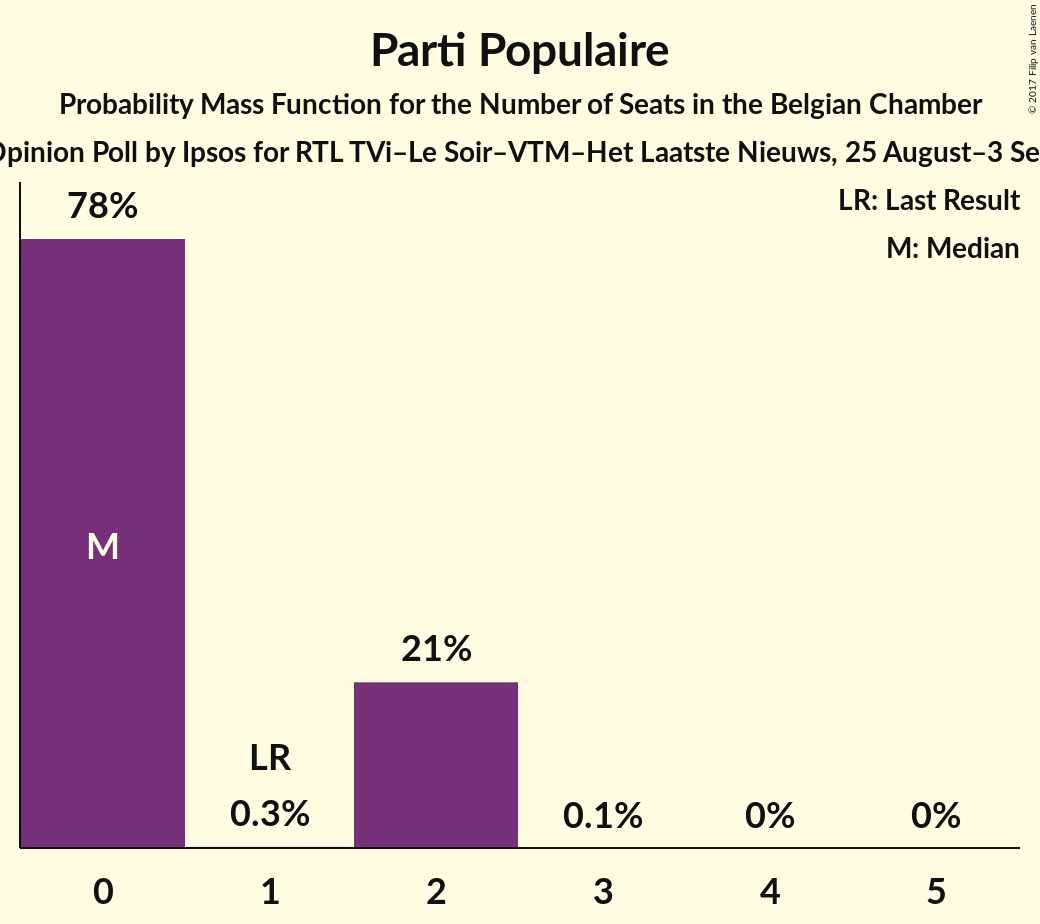 Parti Populaire
Probability Mass Function for the Number of Seats in the Belgian Chamber
Opinion Poll by Ipsos for RTL TVi–Le Soir–VTM–Het Laatste Nieuws, 25 August–3 Se
© 2017 Filip van Laenen
LR: Last Result
M: Median
78%
M
21%
LR
0.3%
0.1%
0%
0%
0
1
2
3
4
5